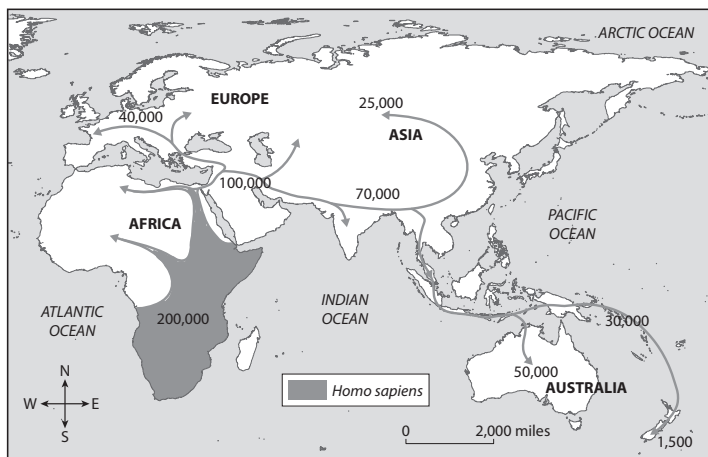 ARCTIC OCEAN
EUROPE
25,000
40,000
ASIA
100,000
70,000
AFRICA
PACIFIC
OCEAN
ATLANTIC
OCEAN
INDIAN
OCEAN
200,000
30,000
50,000
AUSTRALIA
N
W
E
S
Homo sapiens
0
2,000 miles
1,500